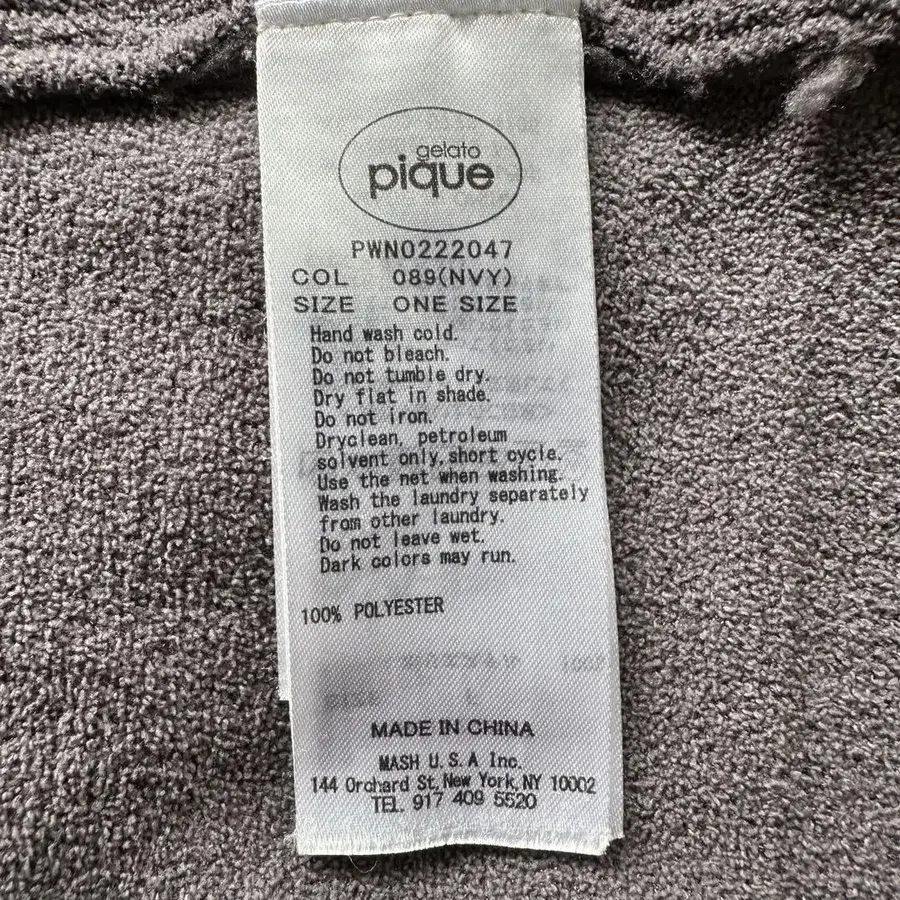 gelato
pique
PWN0222047
COL 089(NVY)
SIZE ONE SIZE
Hand wash cold.
Do not bleach.
Do not tumble dry.
Dry flat in shade.
Do not iron.
Dryclean, petroleum
solvent only,short cycle.
Use the net when washing.
Wash the laundry separately
from other laundry.
Do not leave wet.
Dark colors may run.
100% POLYESTER
MADE IN CHINA
MASH U.S.A Inc.
144 Orchard St, New York, NY 10002
TEL 917 409 5520